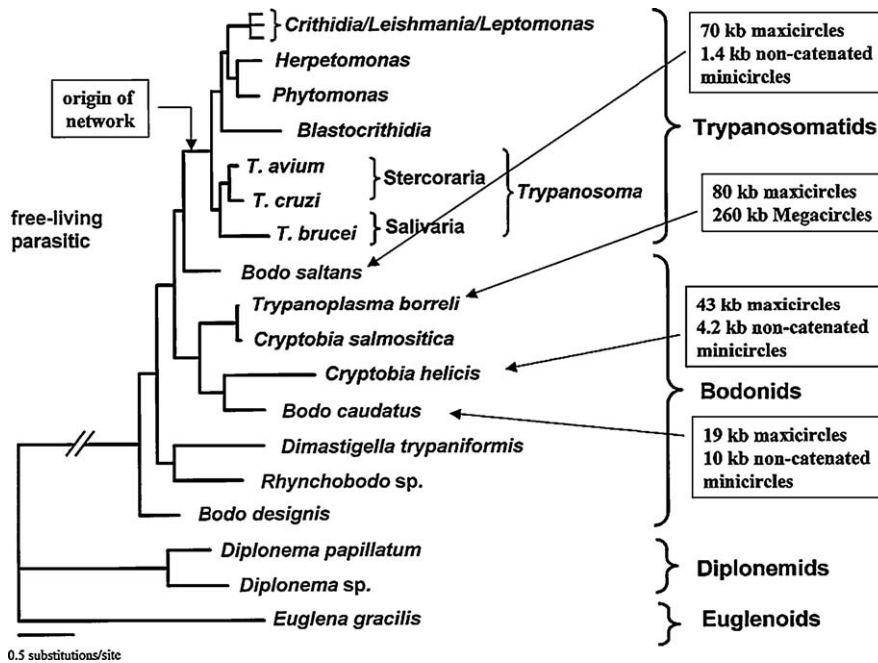 Crithidia/Leishmania/Leptomonas
Herpetomonas
Phytomonas
Blastocrithidia
origin of
network
T. avium
T. cruzi
T. brucei
Stercoraria
Salivaria
Trypanosoma
free-living
parasitic
Bodo saltans
Trypanoplasma borreli
Cryptobia salmositica
Cryptobia helicis
Bodo caudatus
Dimastigella trypaniformis
Rhynchobodo sp.
Bodo designis
Diplonema papillatum
Diplonema sp.
Euglena gracilis
0.5 substitutions/site
70 kb maxicircles
1.4 kb non-catenated
minicircles
Trypanosomatids
80 kb maxicircles
260 kb Megacircles
43 kb maxicircles
4.2 kb non-catenated
minicircles
Bodonids
19 kb maxicircles
10 kb non-catenated
minicircles
Diplonemids
Euglenoids